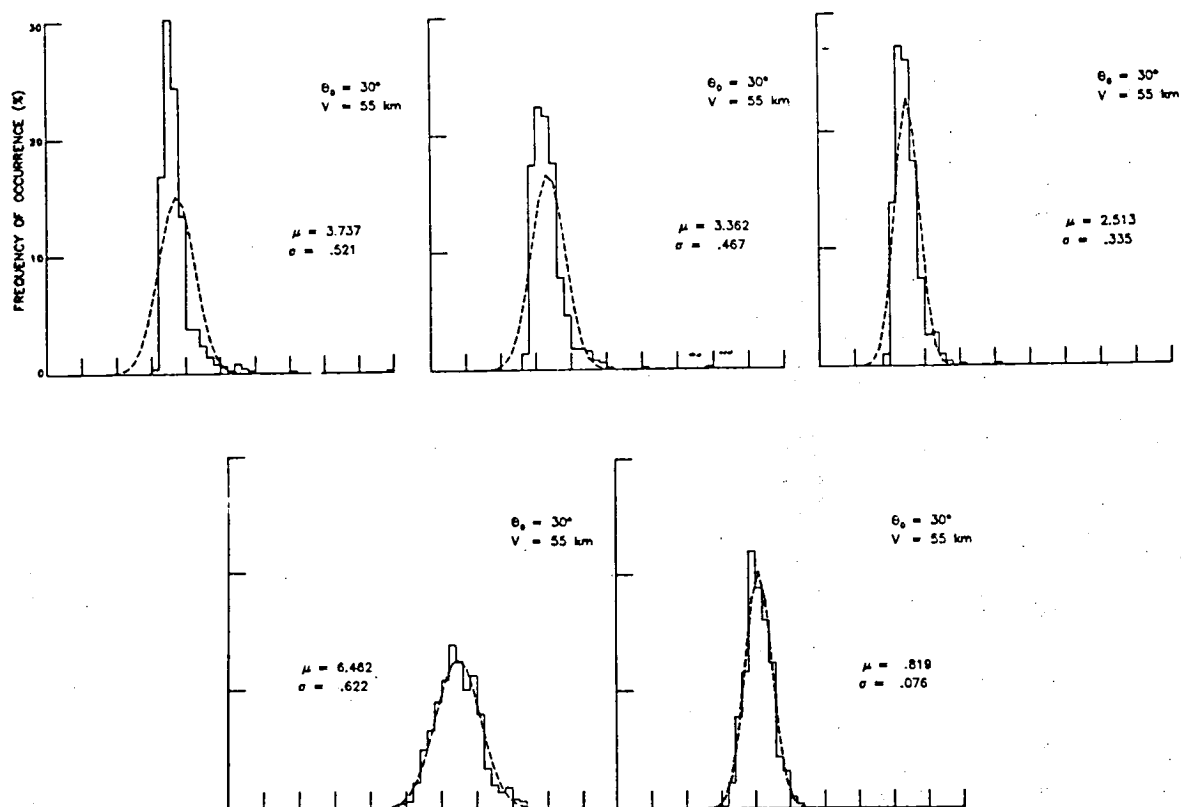 FREQUENCY OF OCCURRENCE (%)
30
20
10
0
θ₀ = 30°
V = 55 km
μ = 3.737
σ = .521
θ₀ = 30°
V = 55 km
μ = 3.362
σ = .467
θ₀ = 30°
V = 55 km
μ = 2.513
σ = .335
θ₀ = 30°
V = 55 km
μ = 6.482
σ = .622
θ₀ = 30°
V = 55 km
μ = .819
σ = .076